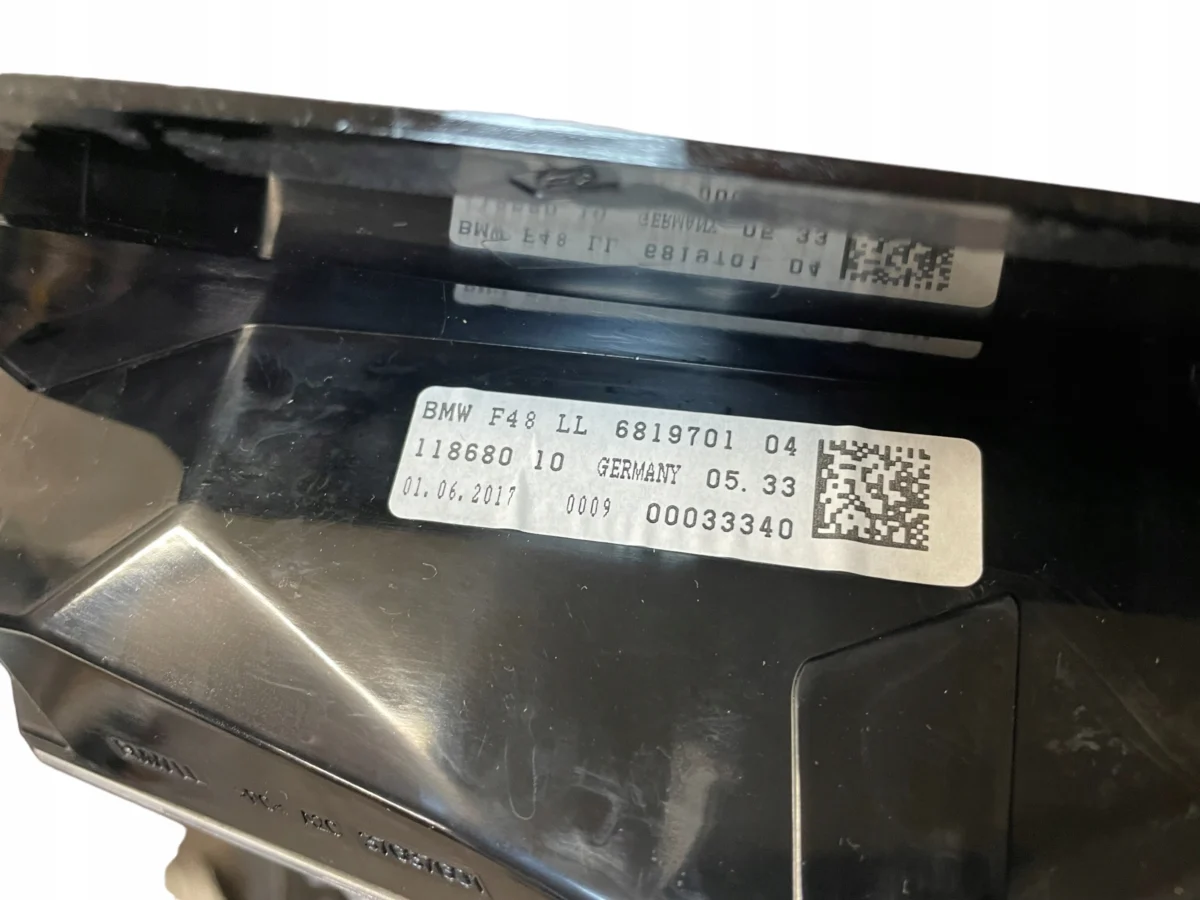 BMW F48 LL 6819701 04
118680 10 GERMANY 05.33
01.06.2017 0009 00033340